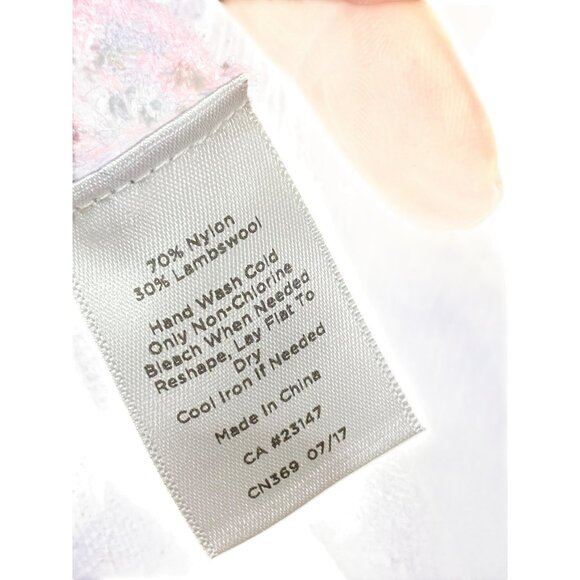 70% Nylon
30% Lambswool
Hand Wash Cold
Only Non-Chlorine
Bleach When Needed
Reshape, Lay Flat To
Dry
Cool Iron If Needed
Made In China
CA #23147
CN369 07/17